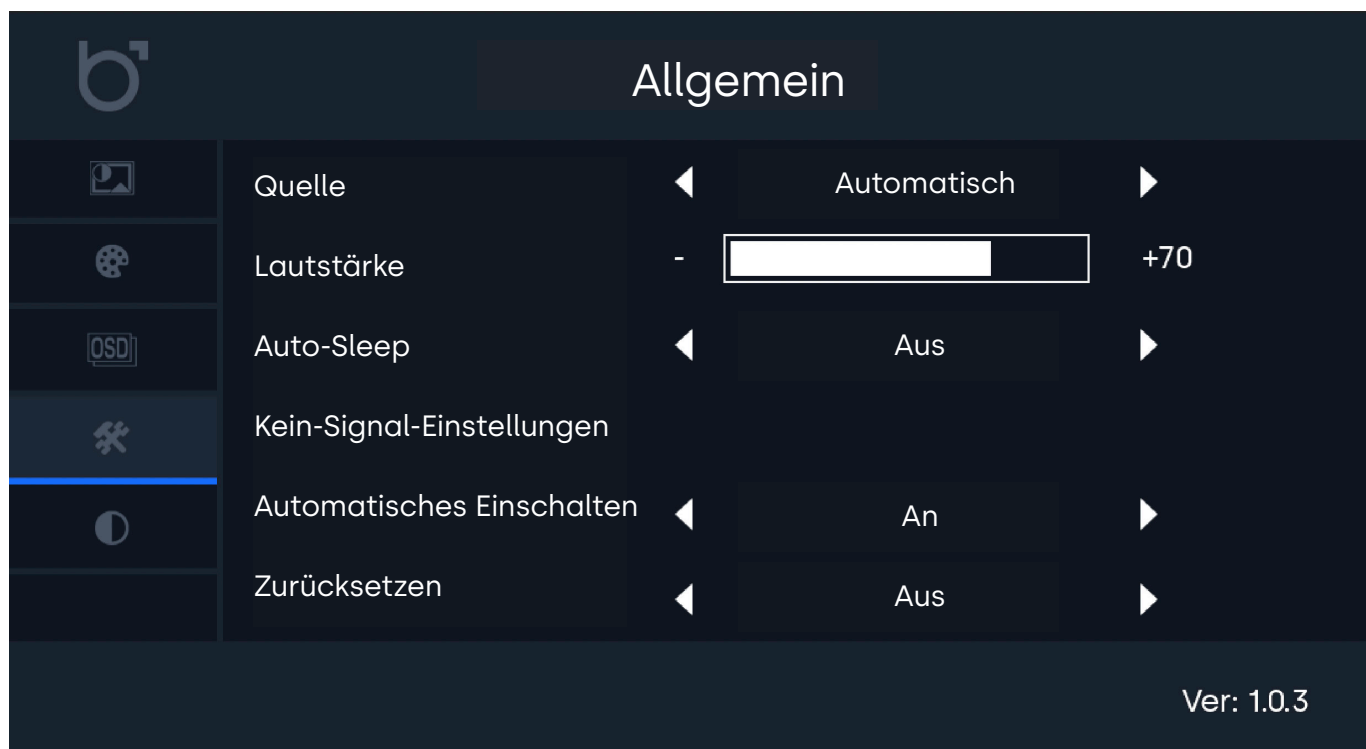 b
Allgemein
Quelle Automatisch
Lautstärke - +70
OSD
Auto-Sleep Aus
Kein-Signal-Einstellungen
Automatisches Einschalten An
Zurücksetzen Aus
Ver: 1.0.3